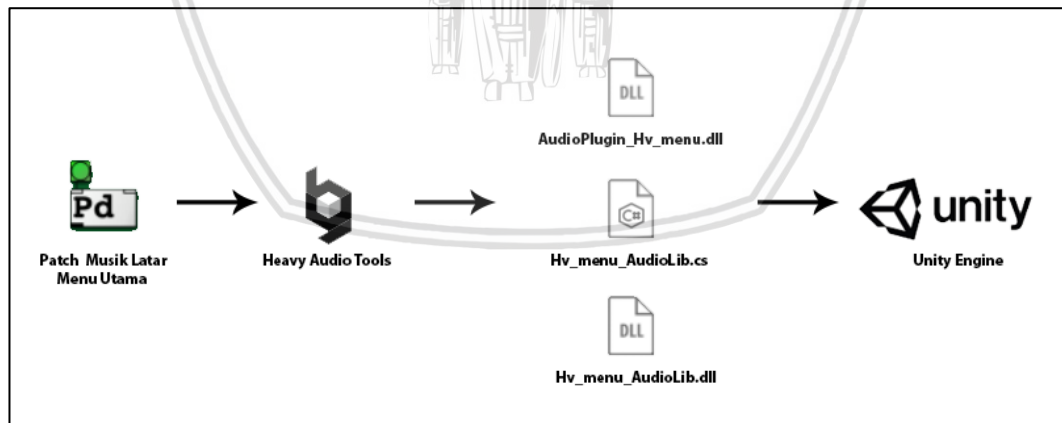 DLL
AudioPlugin_Hv_menu.dll
Pd
unity
C#
Patch Musik Latar
Menu Utama
Heavy Audio Tools
Hv_menu_AudioLib.cs
Unity Engine
DLL
Hv_menu_AudioLib.dll